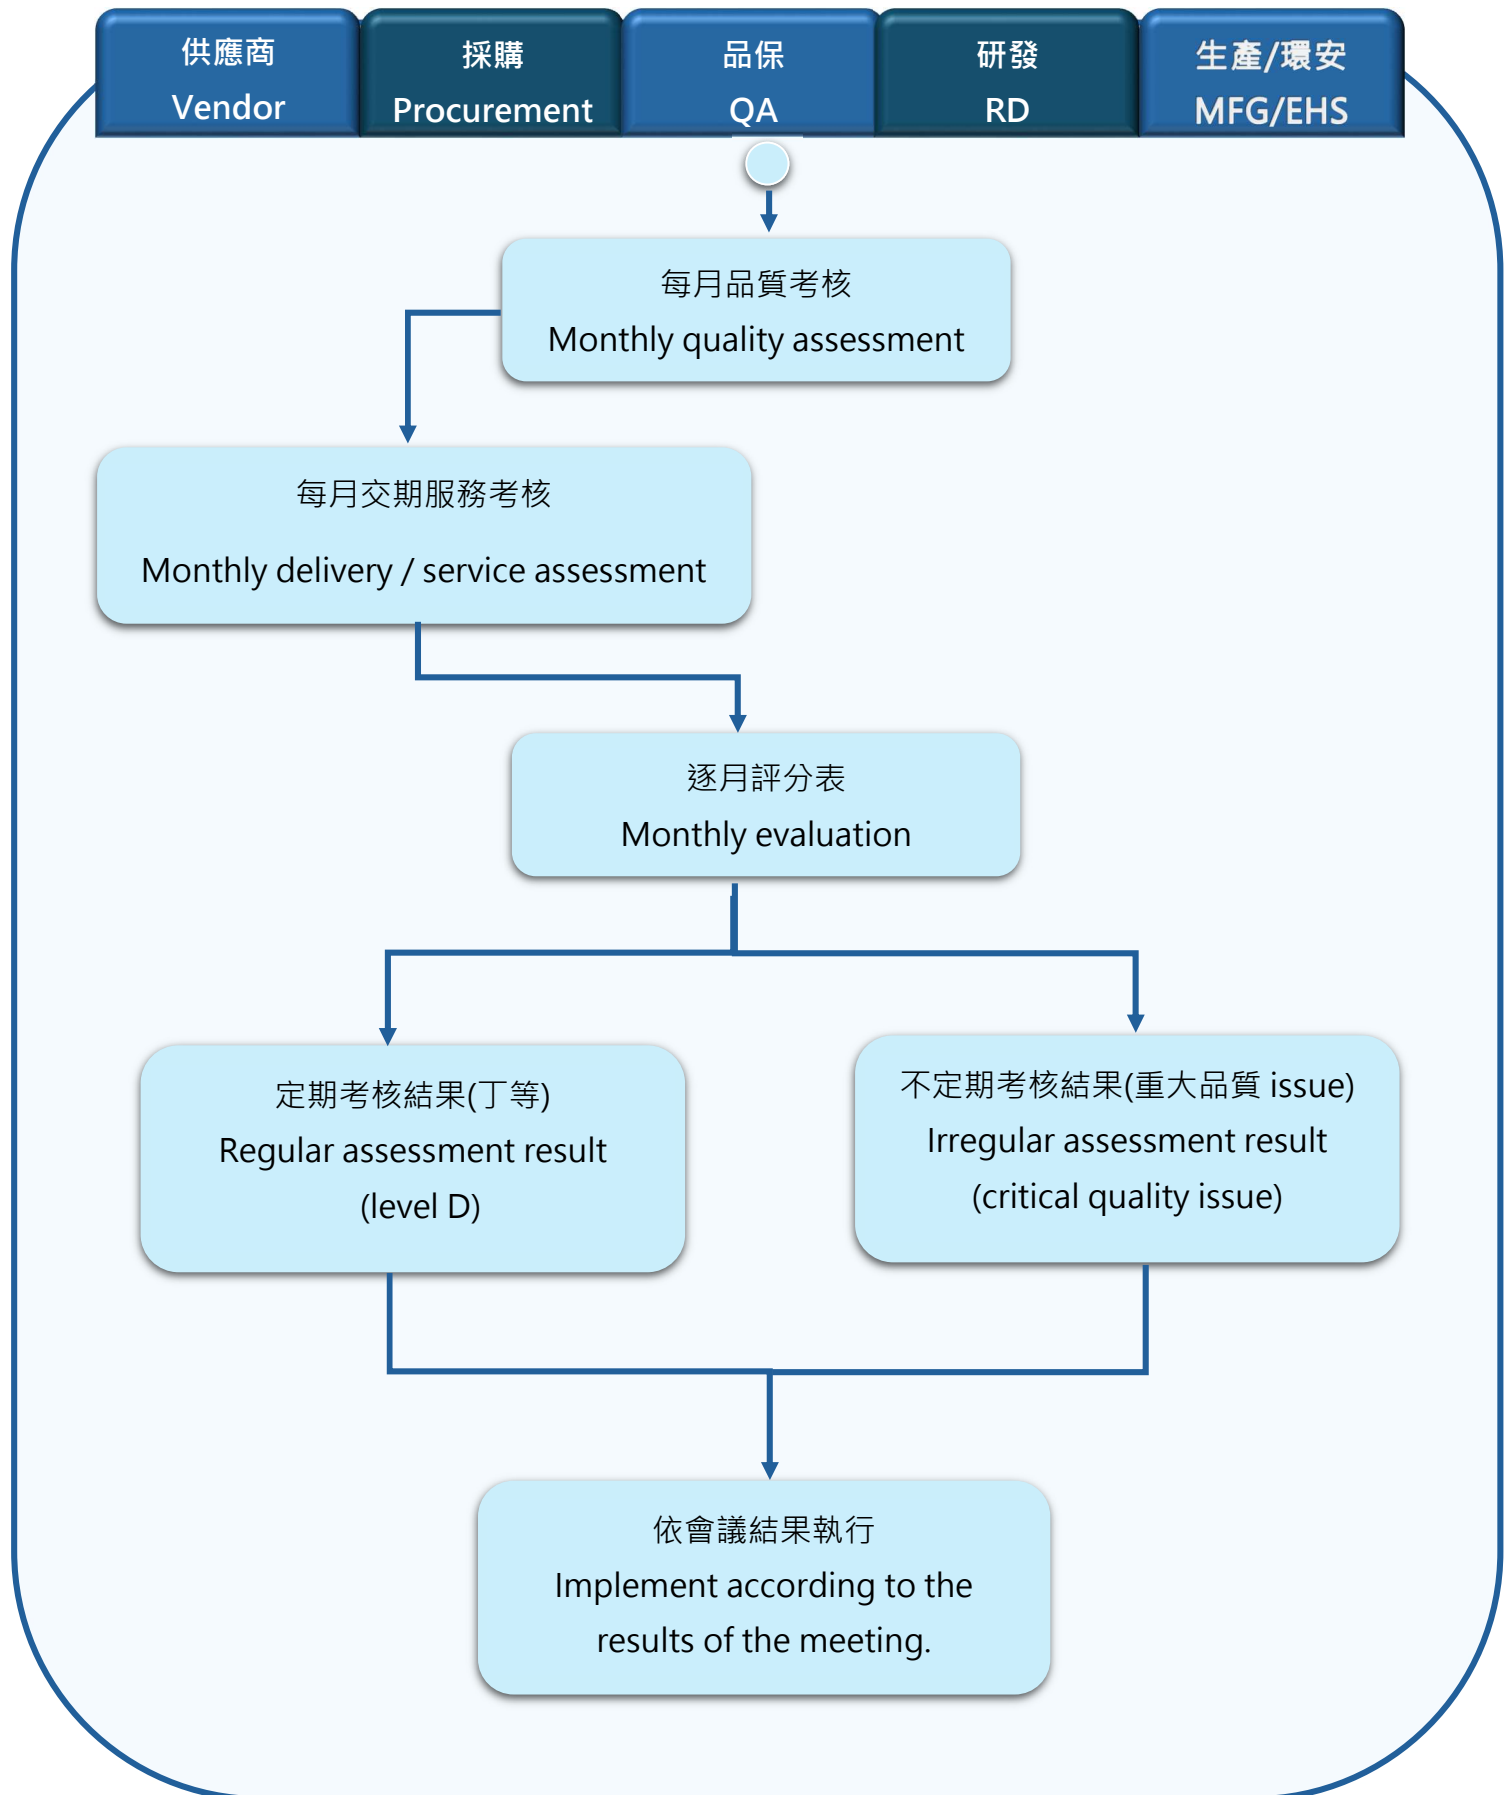 供應商
Vendor
採購
Procurement
品保
QA
研發
RD
生產/環安
MFG/EHS
每月品質考核
Monthly quality assessment
每月交期服務考核
Monthly delivery / service assessment
逐月評分表
Monthly evaluation
定期考核結果(丁等)
Regular assessment result
(level D)
不定期考核結果(重大品質 issue)
Irregular assessment result
(critical quality issue)
依會議結果執行
Implement according to the
results of the meeting.